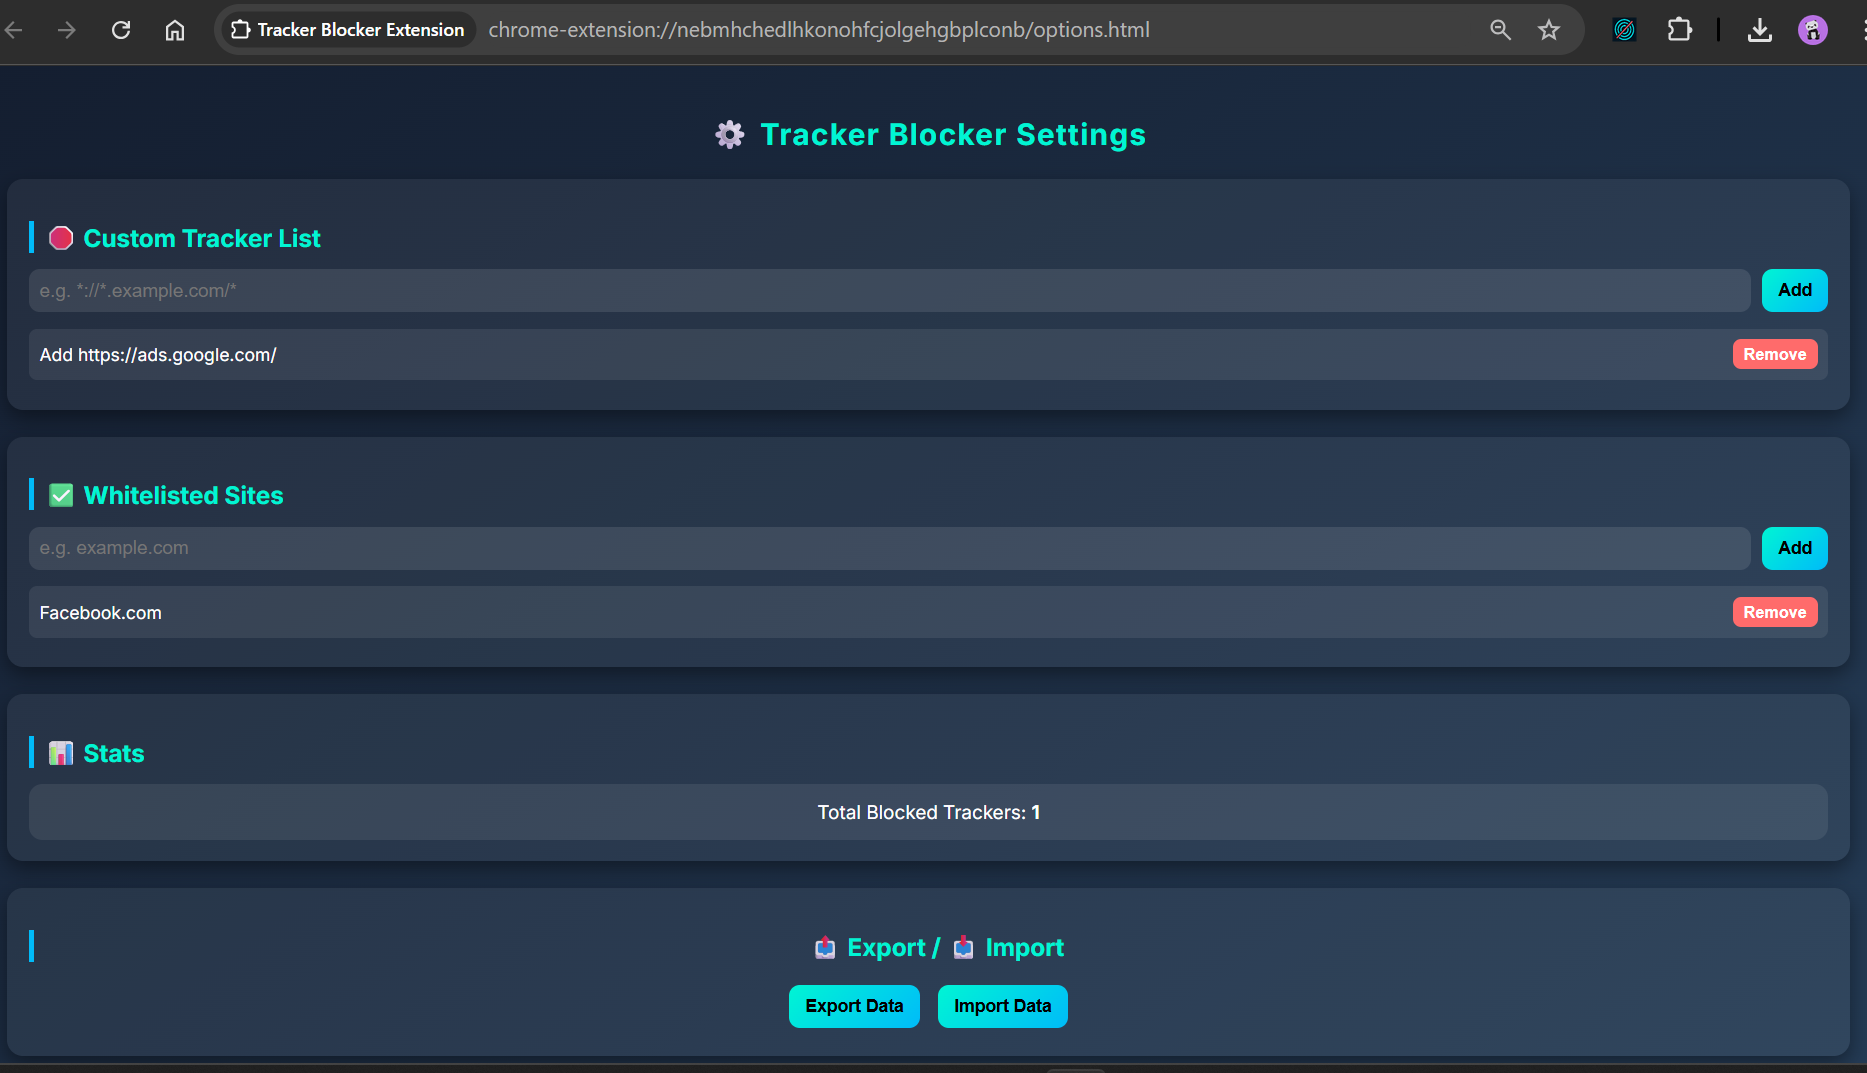 Tracker Blocker Extension chrome-extension://nebmhchedlhkonohfcjolgehgbplconb/options.html
Tracker Blocker Settings
Custom Tracker List
e.g. *://*.example.com/* Add
Add https://ads.google.com/ Remove
Whitelisted Sites
e.g. example.com Add
Facebook.com Remove
Stats
Total Blocked Trackers: 1
Export / Import
Export Data Import Data